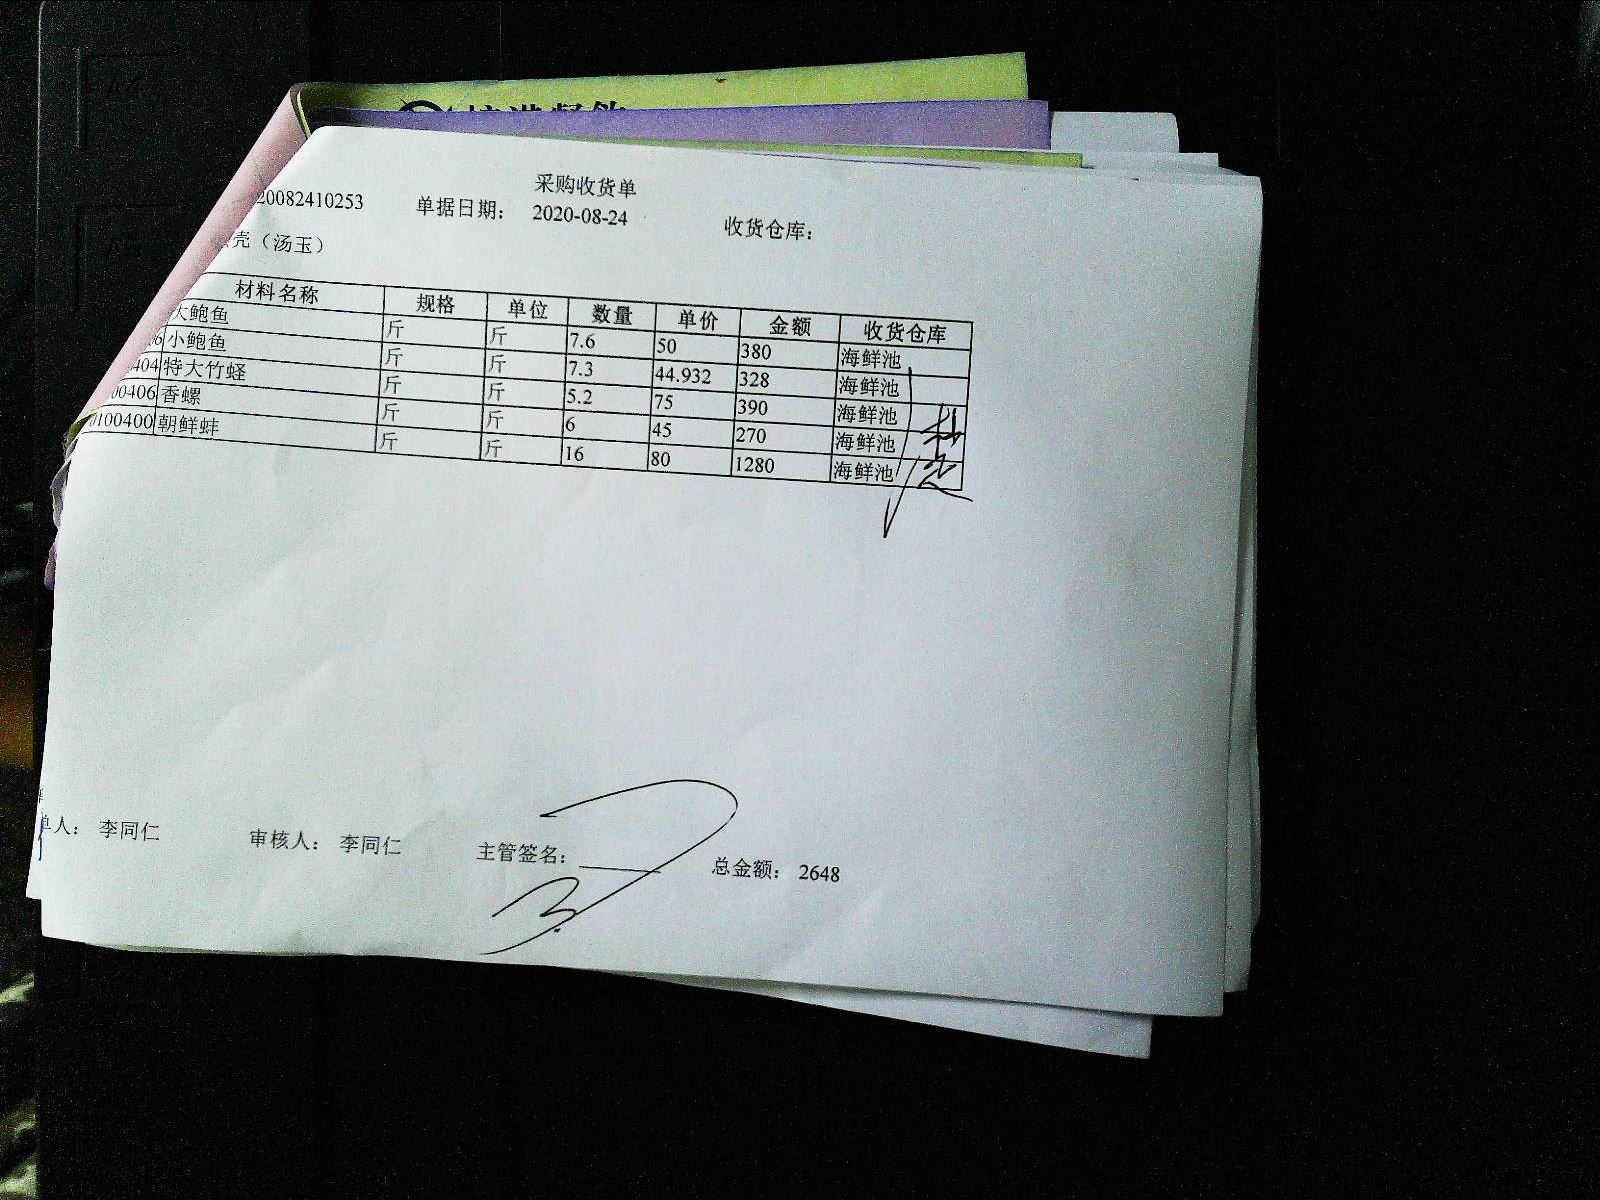 采购收货单
20082410253 单据日期： 2020-08-24 收货仓库：
壳（汤玉）
材料名称 规格 单位 数量 单价 金额 收货仓库
大鲍鱼 斤 斤 7.6 50 380 海鲜池
6 小鲍鱼 斤 斤 7.3 44.932 328 海鲜池
404 特大竹蛏 斤 斤 5.2 75 390 海鲜池
00406 香螺 斤 斤 6 45 270 海鲜池
0100400 朝鲜蚌 斤 斤 16 80 1280 海鲜池
单人： 李同仁 审核人： 李同仁 主管签名： 总金额： 2648